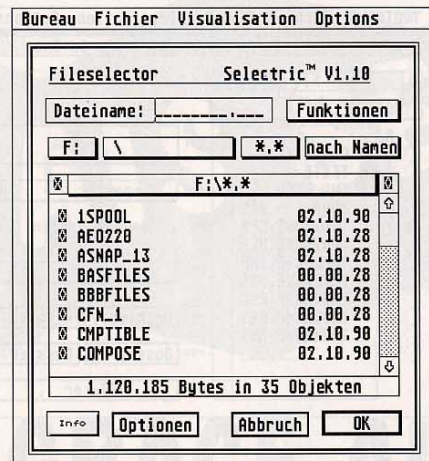 Bureau Fichier Visualisation Options
Fileselector Selectric™ V1.10
Dateiname: ________.___ Funktionen
F: \ *.* nach Namen
F:\*.*
1SPOOL 02.10.90
AEO220 02.10.28
ASNAP_13 02.10.90
BASFILES 00.00.28
BBBFILES 00.00.28
CFN_1 00.00.28
CMPTIBLE 02.10.90
COMPOSE 02.10.90
1.120.185 Bytes in 35 Objekten
Info Optionen Abbruch OK